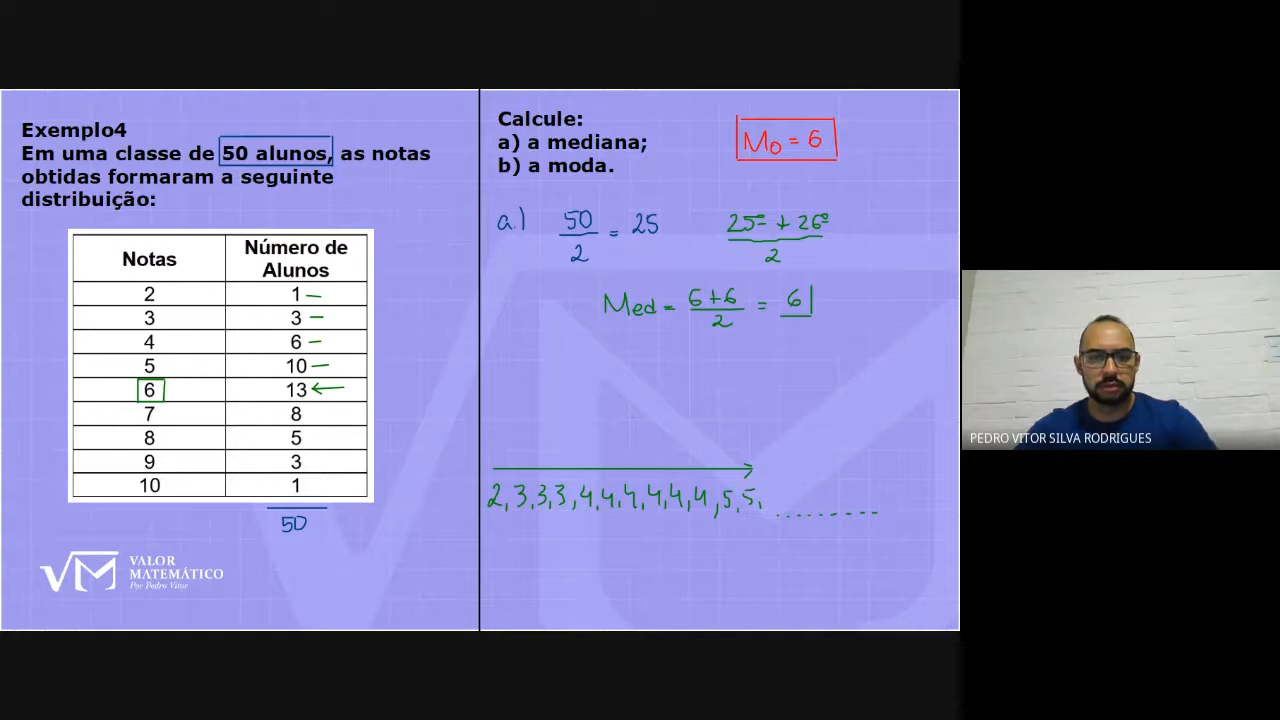 Exemplo4
Em uma classe de 50 alunos, as notas
obtidas formaram a seguinte
distribuição:
Notas Número de Alunos
2 1
3 3
4 6
5 10
6 13
7 8
8 5
9 3
10 1
50
VALOR
MATEMÁTICO
Por Pedro Vitor
Calcule:
a) a mediana;
b) a moda.
Mo = 6
a.) 50/2 = 25
25º + 26º / 2
Med = 6+6/2 = 6
2, 3, 3, 3, 4, 4, 4, 4, 4, 4, 5, 5, .........
PEDRO VITOR SILVA RODRIGUES